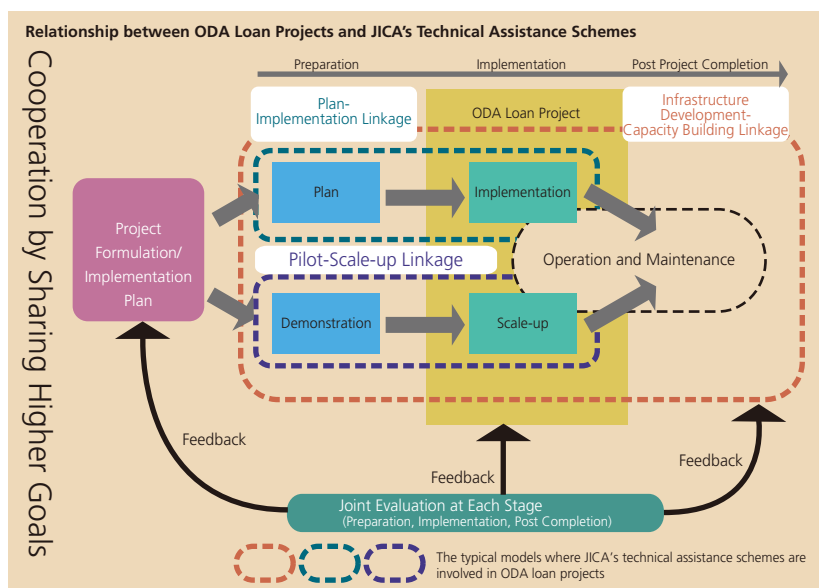 Relationship between ODA Loan Projects and JICA's Technical Assistance Schemes
Cooperation by Sharing Higher Goals
Preparation
Implementation
Post Project Completion
Plan-
Implementation Linkage
ODA Loan Project
Infrastructure
Development-
Capacity Building Linkage
Project
Formulation/
Implementation
Plan
Plan
Implementation
Pilot-Scale-up Linkage
Operation and Maintenance
Demonstration
Scale-up
Feedback
Feedback
Feedback
Joint Evaluation at Each Stage
(Preparation, Implementation, Post Completion)
The typical models where JICA's technical assistance schemes are
involved in ODA loan projects